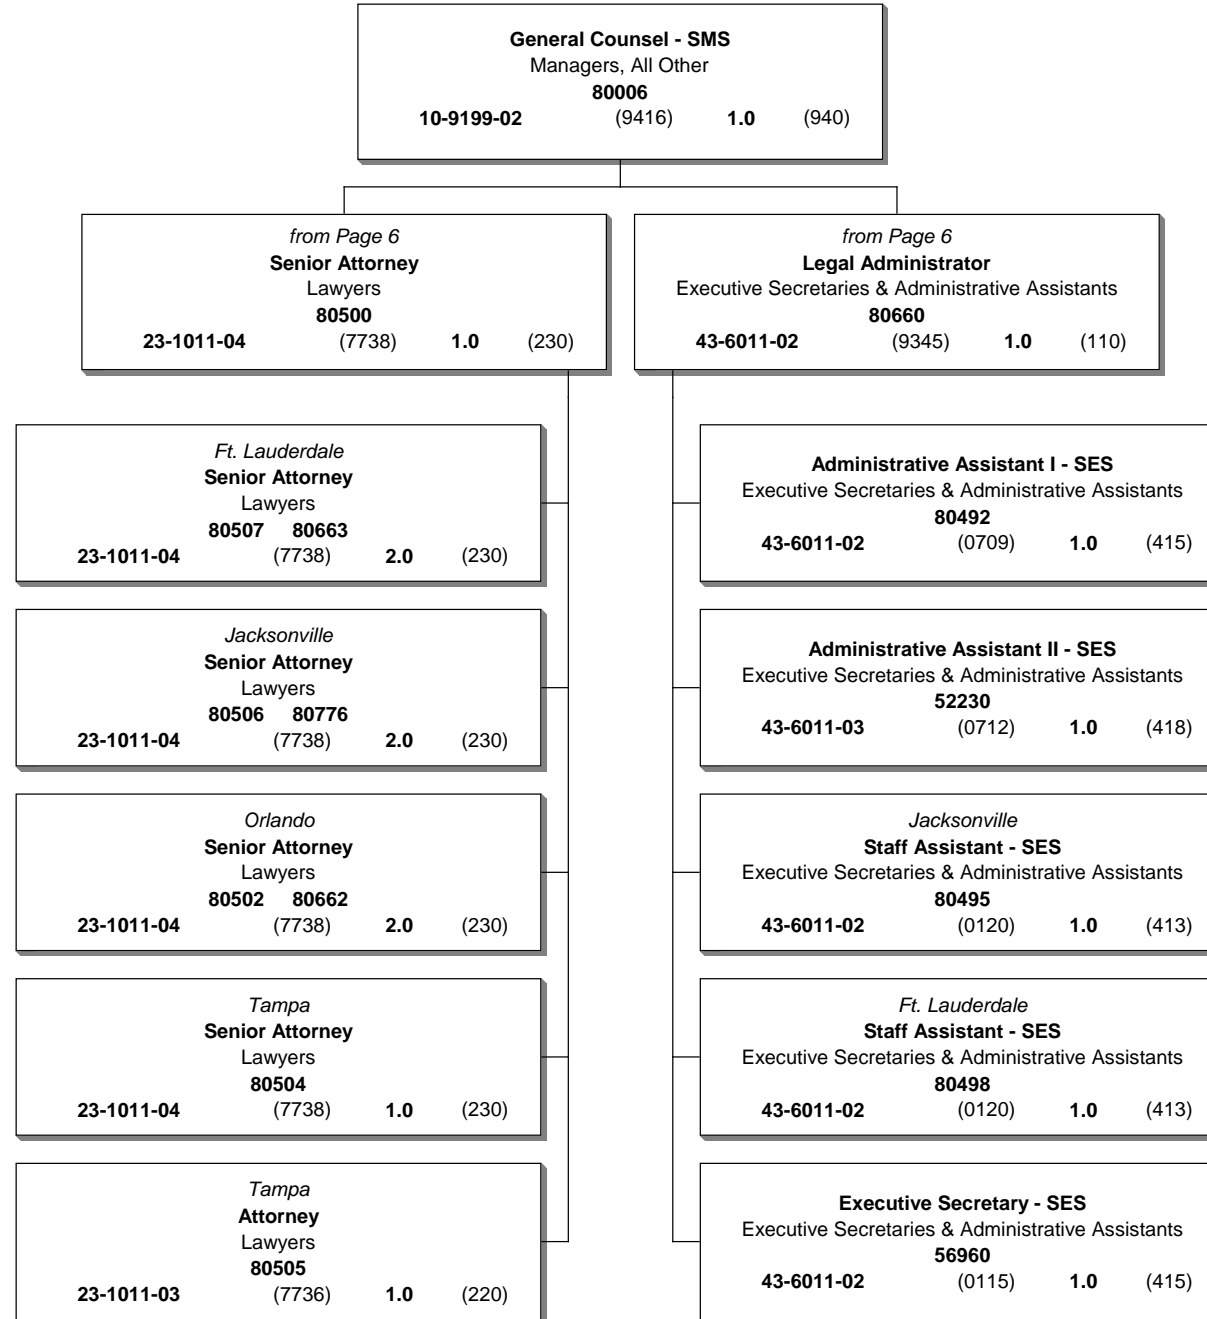 General Counsel - SMS
Managers, All Other
80006
10-9199-02 (9416) 1.0 (940)
from Page 6
Senior Attorney
Lawyers
80500
23-1011-04 (7738) 1.0 (230)
from Page 6
Legal Administrator
Executive Secretaries & Administrative Assistants
80660
43-6011-02 (9345) 1.0 (110)
Ft. Lauderdale
Senior Attorney
Lawyers
80507 80663
23-1011-04 (7738) 2.0 (230)
Jacksonville
Senior Attorney
Lawyers
80506 80776
23-1011-04 (7738) 2.0 (230)
Orlando
Senior Attorney
Lawyers
80502 80662
23-1011-04 (7738) 2.0 (230)
Tampa
Senior Attorney
Lawyers
80504
23-1011-04 (7738) 1.0 (230)
Tampa
Attorney
Lawyers
80505
23-1011-03 (7736) 1.0 (220)
Administrative Assistant I - SES
Executive Secretaries & Administrative Assistants
80492
43-6011-02 (0709) 1.0 (415)
Administrative Assistant II - SES
Executive Secretaries & Administrative Assistants
52230
43-6011-03 (0712) 1.0 (418)
Jacksonville
Staff Assistant - SES
Executive Secretaries & Administrative Assistants
80495
43-6011-02 (0120) 1.0 (413)
Ft. Lauderdale
Staff Assistant - SES
Executive Secretaries & Administrative Assistants
80498
43-6011-02 (0120) 1.0 (413)
Executive Secretary - SES
Executive Secretaries & Administrative Assistants
56960
43-6011-02 (0115) 1.0 (415)